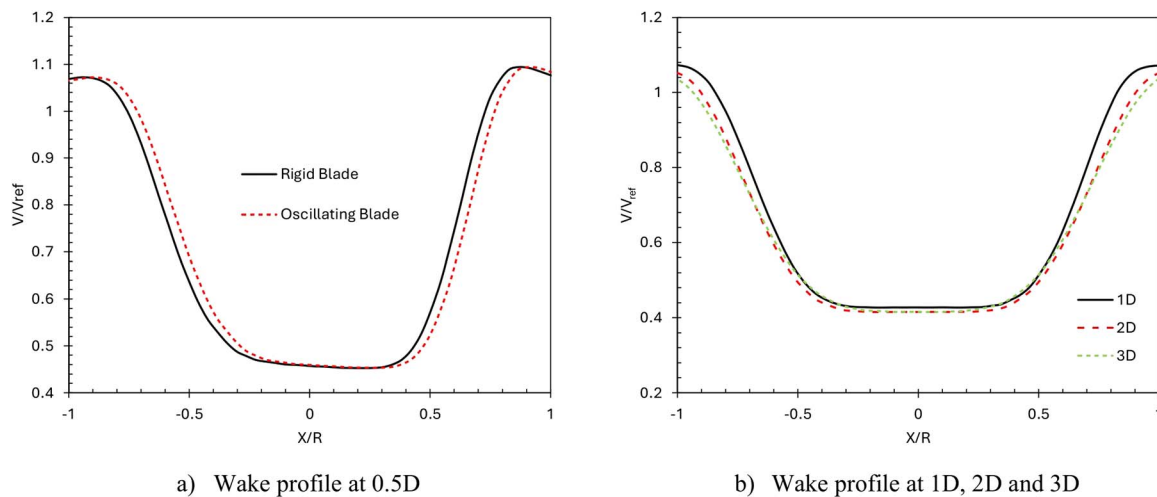 1.2
1.1
1
0.9
0.8
0.7
0.6
0.5
0.4
V/Vref
-1
-0.5
0
0.5
1
X/R
Rigid Blade
Oscillating Blade
a) Wake profile at 0.5D
1.2
1
0.8
0.6
0.4
0.2
V/Vref
-1
-0.5
0
0.5
1
X/R
1D
2D
3D
b) Wake profile at 1D, 2D and 3D